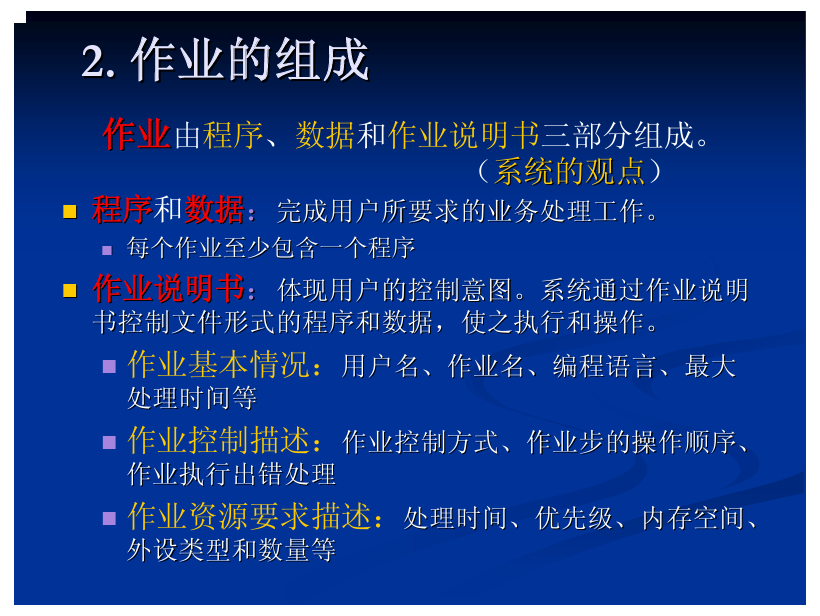 2. 作业的组成
作业由程序、数据和作业说明书三部分组成。
（系统的观点）
程序和数据：完成用户所要求的业务处理工作。
每个作业至少包含一个程序
作业说明书：体现用户的控制意图。系统通过作业说明
书控制文件形式的程序和数据，使之执行和操作。
作业基本情况：用户名、作业名、编程语言、最大
处理时间等
作业控制描述：作业控制方式、作业步的操作顺序、
作业执行出错处理
作业资源要求描述：处理时间、优先级、内存空间、
外设类型和数量等